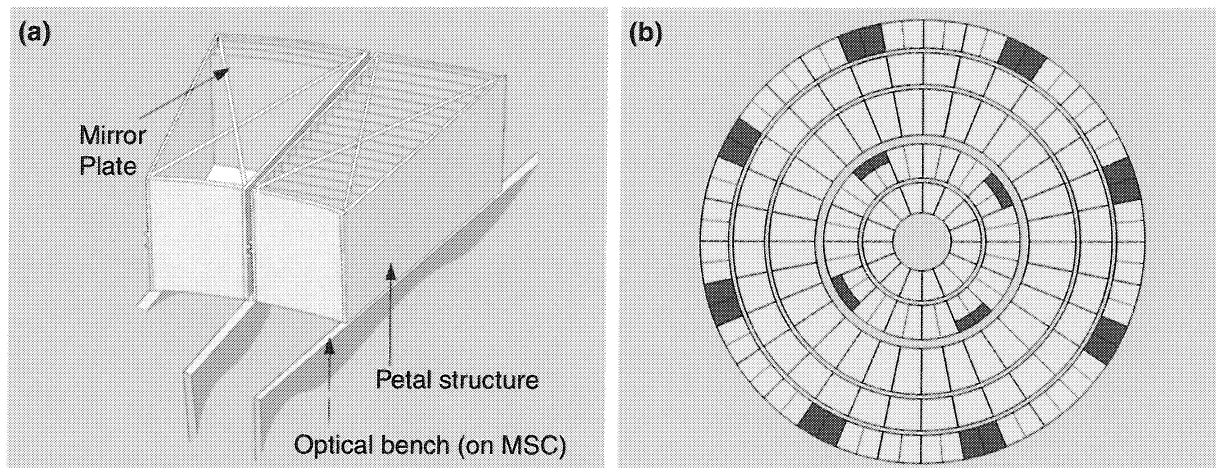 (a)
Mirror
Plate
Petal structure
Optical bench (on MSC)
(b)